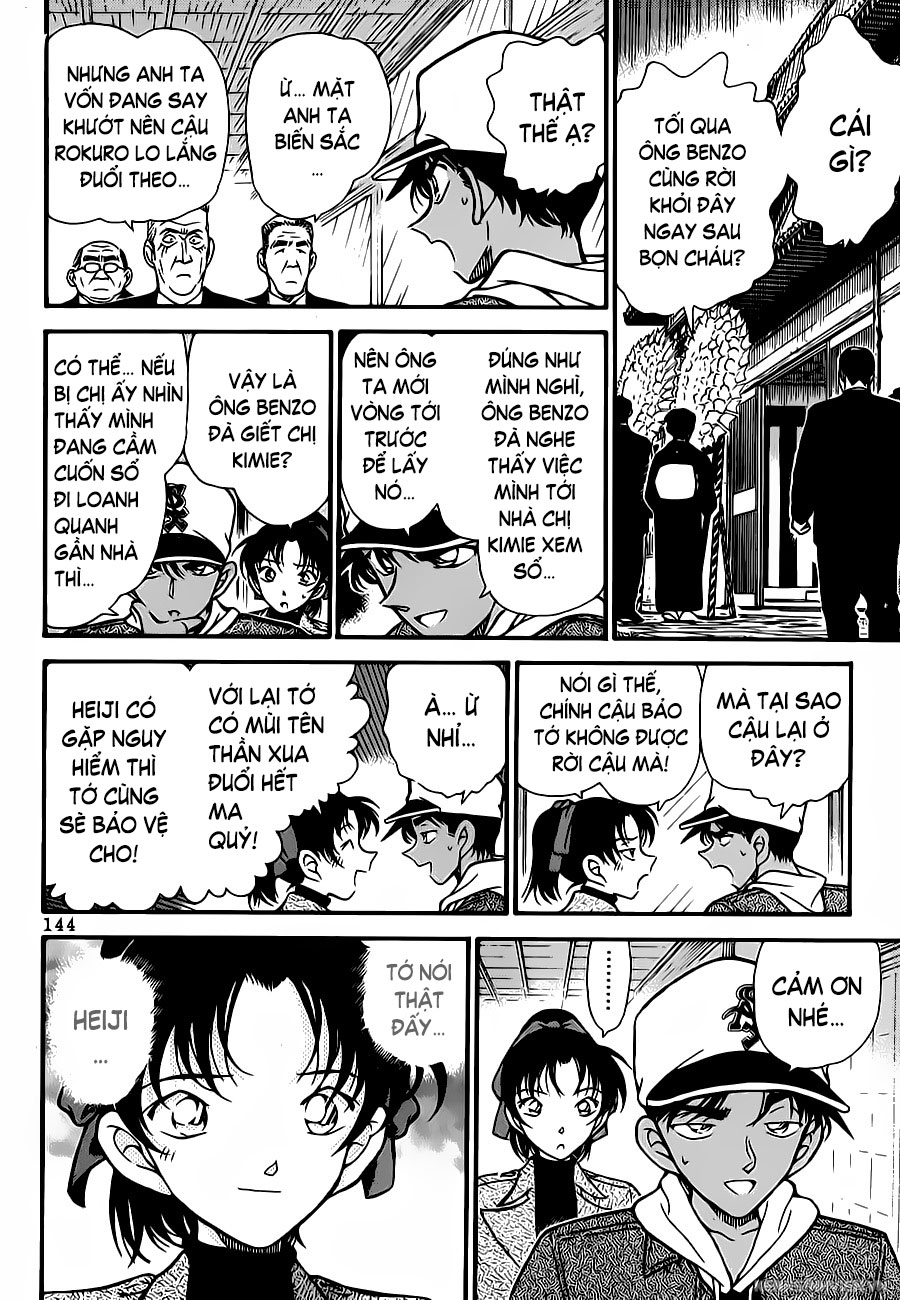 CÁI
GÌ?
TỐI QUA
ÔNG BENZO
CÙNG RỜI
KHỎI ĐÂY
NGAY SAU
BỌN CHÁU?
THẬT
THẾ Ạ?
Ừ... MẶT
ANH TA
BIẾN SẮC
...
NHƯNG ANH TA
VỐN ĐANG SAY
KHƯỚT NÊN CẬU
ROKURO LO LẮNG
ĐUỔI THEO...
ĐÚNG NHƯ
MÌNH NGHĨ,
ÔNG BENZO
ĐÃ NGHE
THẤY VIỆC
MÌNH TỚI
NHÀ CHỊ
KIMIE XEM
SỔ...
NÊN ÔNG
TA MỚI
VÒNG TỚI
TRƯỚC
ĐỂ LẤY
NÓ...
VẬY LÀ
ÔNG BENZO
ĐÃ GIẾT CHỊ
KIMIE?
CÓ THỂ... NẾU
BỊ CHỊ ẤY NHÌN
THẤY MÌNH
ĐANG CẦM
CUỐN SỔ
ĐI LOANH
QUANH
GẦN NHÀ
THÌ...
MÀ TẠI SAO
CẬU LẠI Ở
ĐÂY?
NÓI GÌ THẾ,
CHÍNH CẬU BẢO
TỚ KHÔNG ĐƯỢC
RỜI CẬU MÀ!
À... Ừ
NHỈ...
VỚI LẠI TỚ
CÓ MŨI TÊN
THẦN XUA
ĐUỔI HẾT
MA
QUỶ!
HEIJI CÓ
GẶP NGUY
HIỂM THÌ
TỚ CŨNG
SẼ BẢO VỆ
CHO!
144
CẢM ƠN
NHÉ...
.........
TỚ NÓI
THẬT
ĐẤY...
HEIJI
...